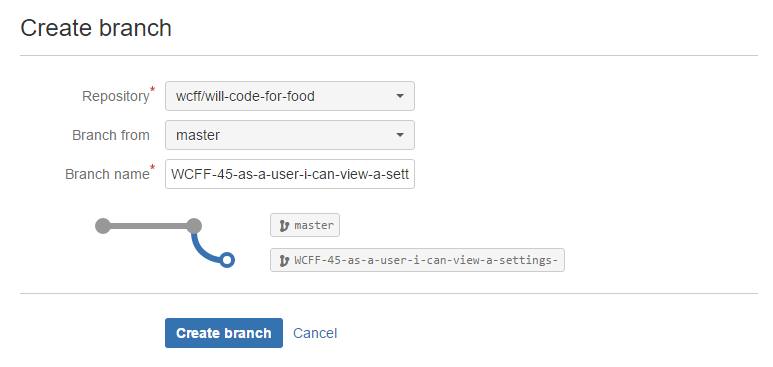 Create branch
Repository*
wcff/will-code-for-food
Branch from
master
Branch name*
WCFF-45-as-a-user-i-can-view-a-sett
master
WCFF-45-as-a-user-i-can-view-a-settings-
Create branch Cancel